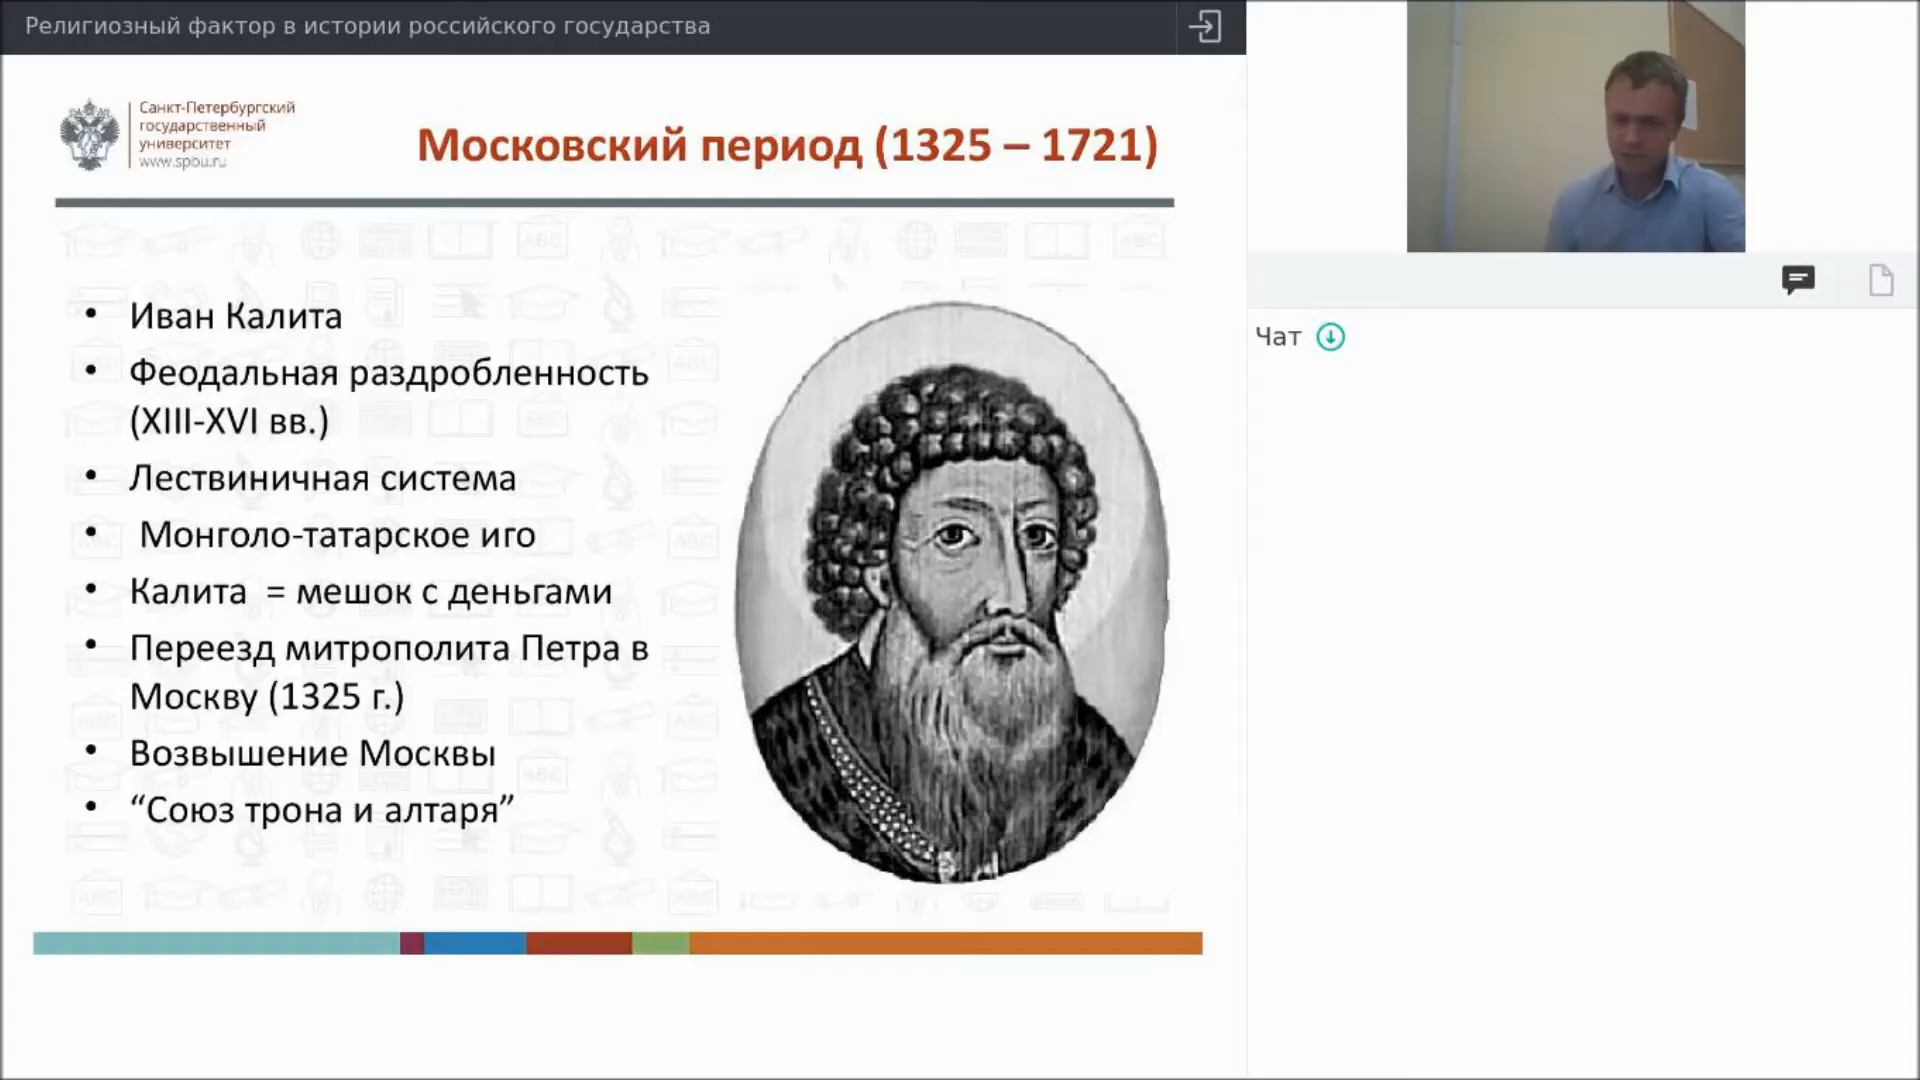 Религиозный фактор в истории российского государства
Санкт-Петербургский
государственный
университет
www.spbu.ru
Московский период (1325 – 1721)
• Иван Калита
• Феодальная раздробленность
(XIII-XVI вв.)
• Лествиничная система
• Монголо-татарское иго
• Калита = мешок с деньгами
• Переезд митрополита Петра в
Москву (1325 г.)
• Возвышение Москвы
• “Союз трона и алтаря”
Чат